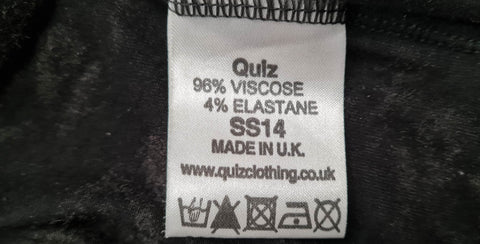 Quiz
96% VISCOSE
4% ELASTANE
SS14
MADE IN U.K.
www.quizclothing.co.uk